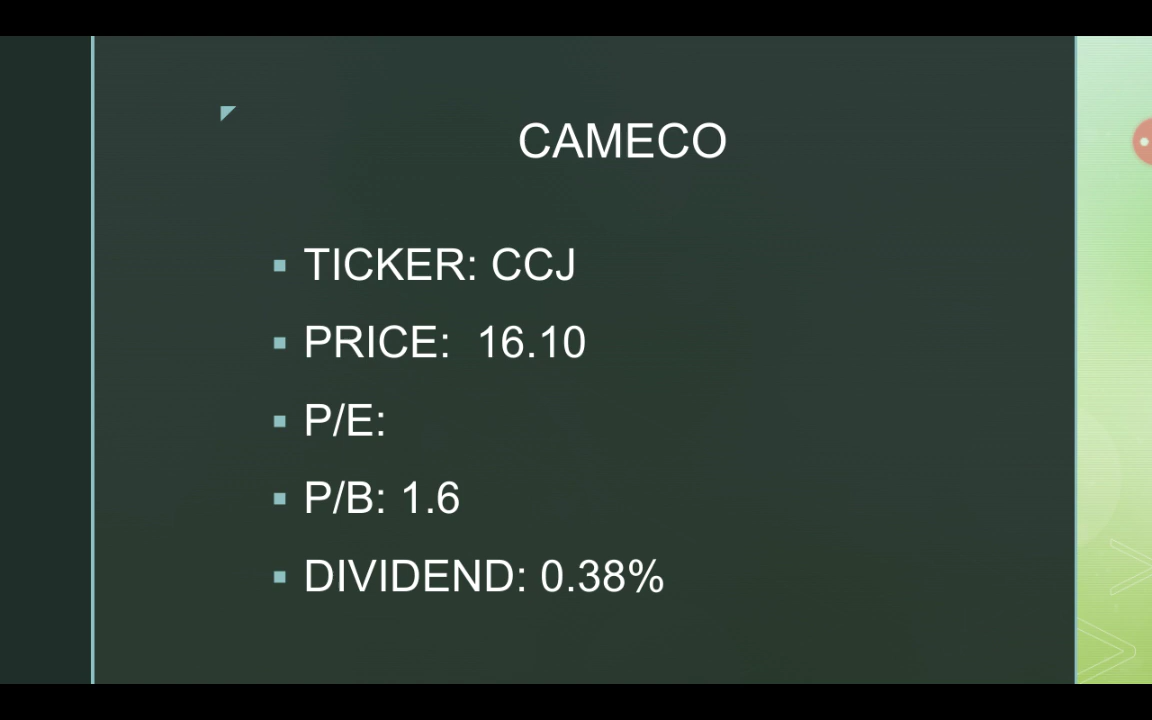 CAMECO
TICKER: CCJ
PRICE: 16.10
P/E:
P/B: 1.6
DIVIDEND: 0.38%